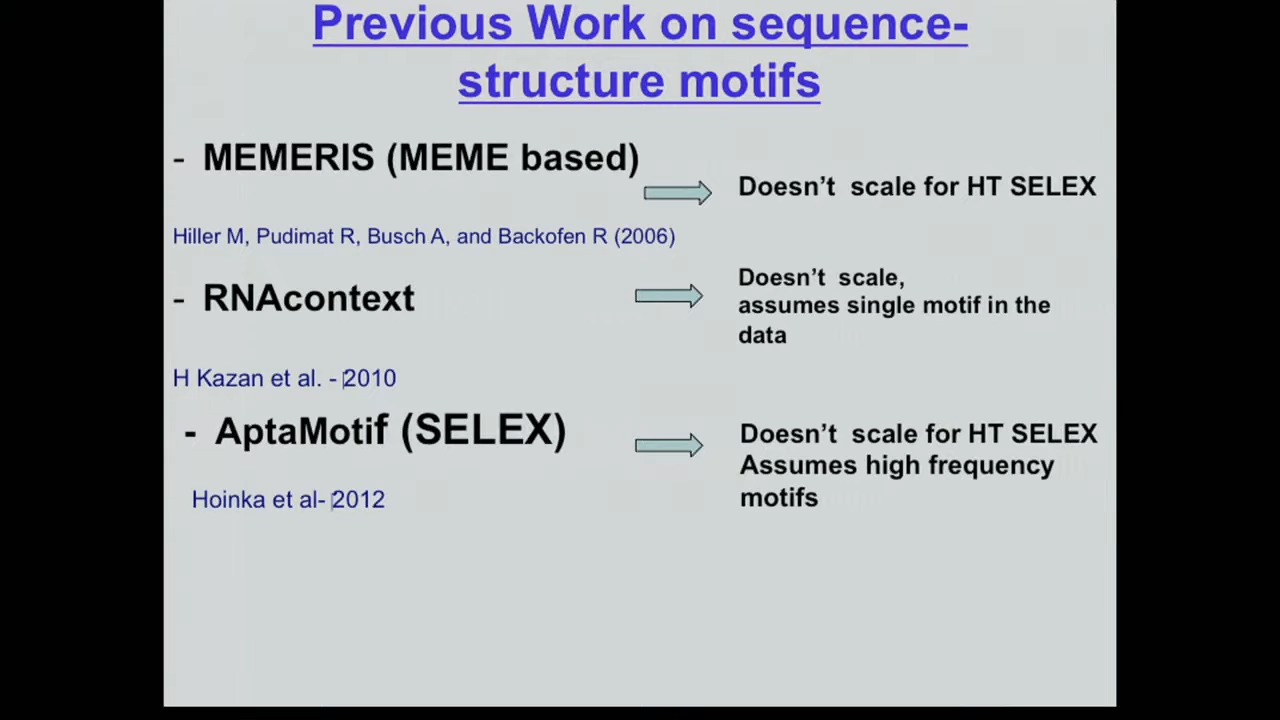 Previous Work on sequence-
structure motifs
- MEMERIS (MEME based)
Doesn't scale for HT SELEX
Hiller M, Pudimat R, Busch A, and Backofen R (2006)
- RNAcontext
Doesn't scale,
assumes single motif in the
data
H Kazan et al. - 2010
- AptaMotif (SELEX)
Doesn't scale for HT SELEX
Assumes high frequency
motifs
Hoinka et al- 2012